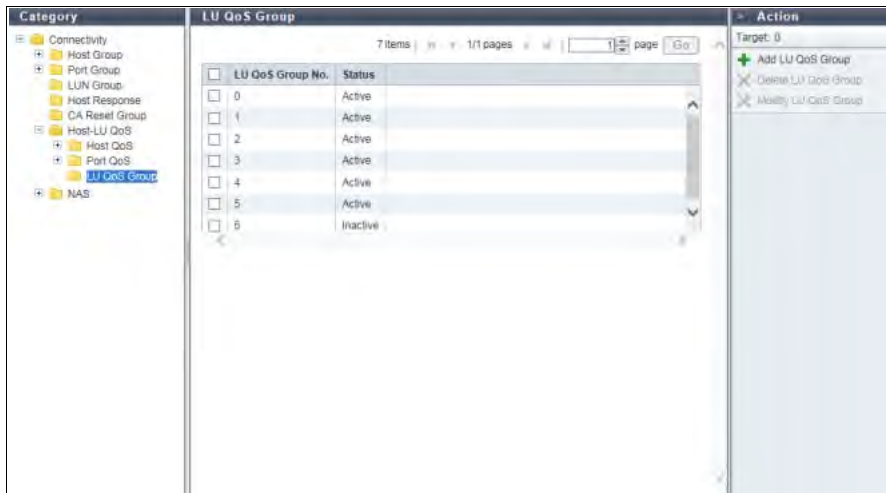 Category
Connectivity
Host Group
Port Group
LUN Group
Host Response
CA Reset Group
Host-LU QoS
Host QoS
Port QoS
LU QoS Group
NAS
LU QoS Group
7 items 1/1 pages 1 page Go
LU QoS Group No. Status
0 Active
1 Active
2 Active
3 Active
4 Active
5 Active
6 Inactive
Action
Target: 0
Add LU QoS Group
Delete LU QoS Group
Modify LU QoS Group